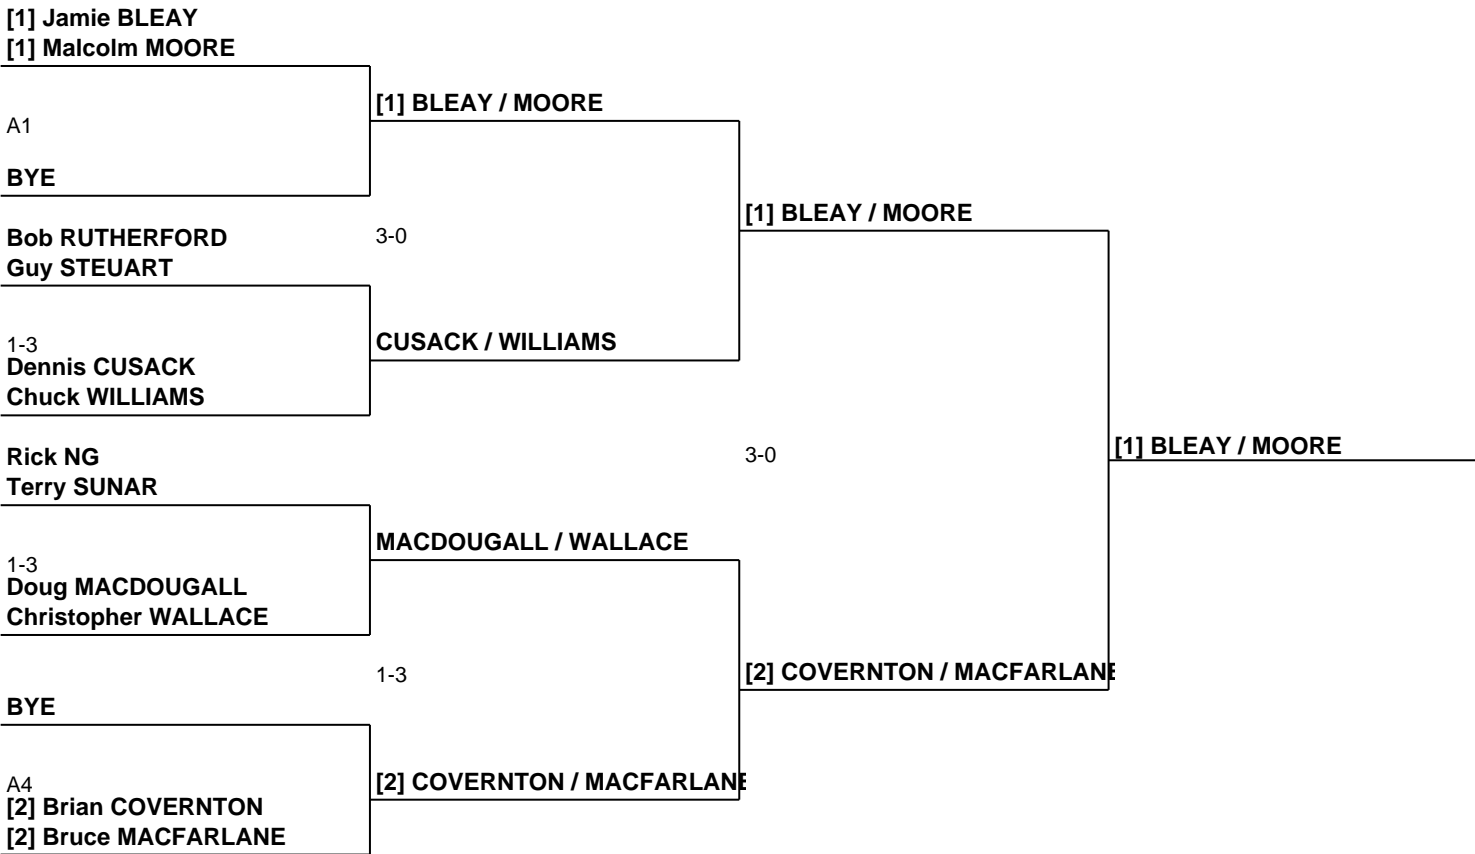 [1] Jamie BLEAY
[1] Malcolm MOORE
[1] BLEAY / MOORE
A1
BYE
[1] BLEAY / MOORE
Bob RUTHERFORD
3-0
Guy STEUART
1-3
CUSACK / WILLIAMS
Dennis CUSACK
Chuck WILLIAMS
Rick NG
3-0
[1] BLEAY / MOORE
Terry SUNAR
MACDOUGALL / WALLACE
1-3
Doug MACDOUGALL
Christopher WALLACE
1-3
[2] COVERNTON / MACFARLANE
BYE
A4
[2] COVERNTON / MACFARLANE
[2] Brian COVERNTON
[2] Bruce MACFARLANE